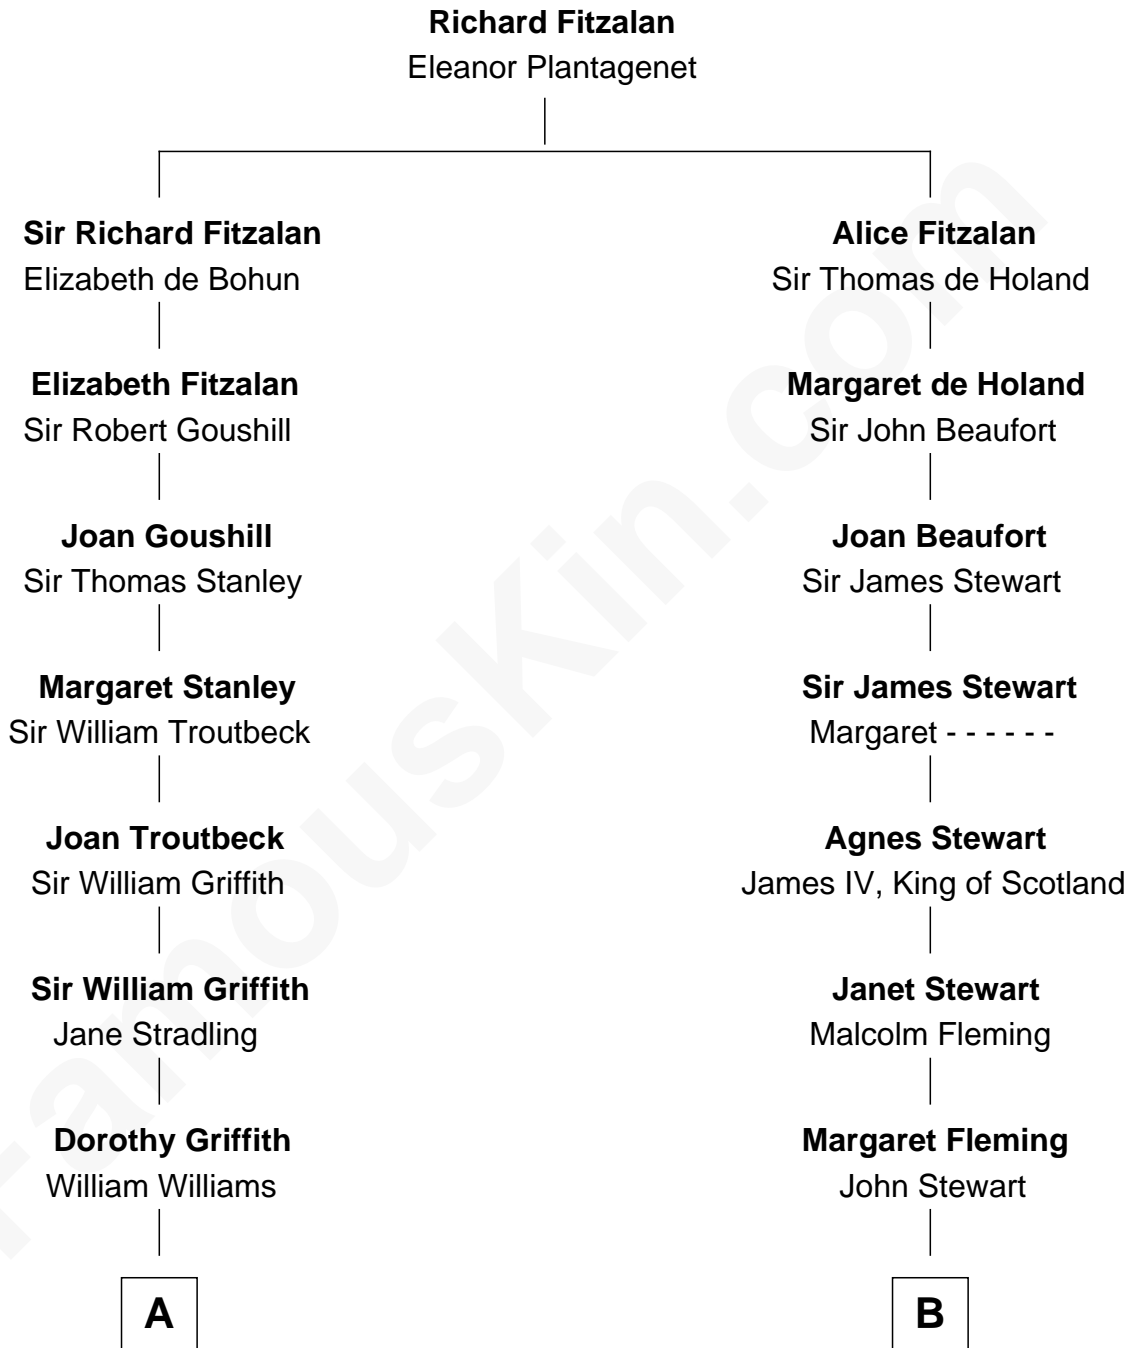 Richard Fitzalan
Eleanor Plantagenet
Sir Richard Fitzalan
Elizabeth de Bohun
Elizabeth Fitzalan
Sir Robert Goushill
Joan Goushill
Sir Thomas Stanley
Margaret Stanley
Sir William Troutbeck
Joan Troutbeck
Sir William Griffith
Sir William Griffith
Jane Stradling
Dorothy Griffith
William Williams
A
Alice Fitzalan
Sir Thomas de Holand
Margaret de Holand
Sir John Beaufort
Joan Beaufort
Sir James Stewart
Sir James Stewart
Margaret - - - - - -
Agnes Stewart
James IV, King of Scotland
Janet Stewart
Malcolm Fleming
Margaret Fleming
John Stewart
B
FamousKin.com